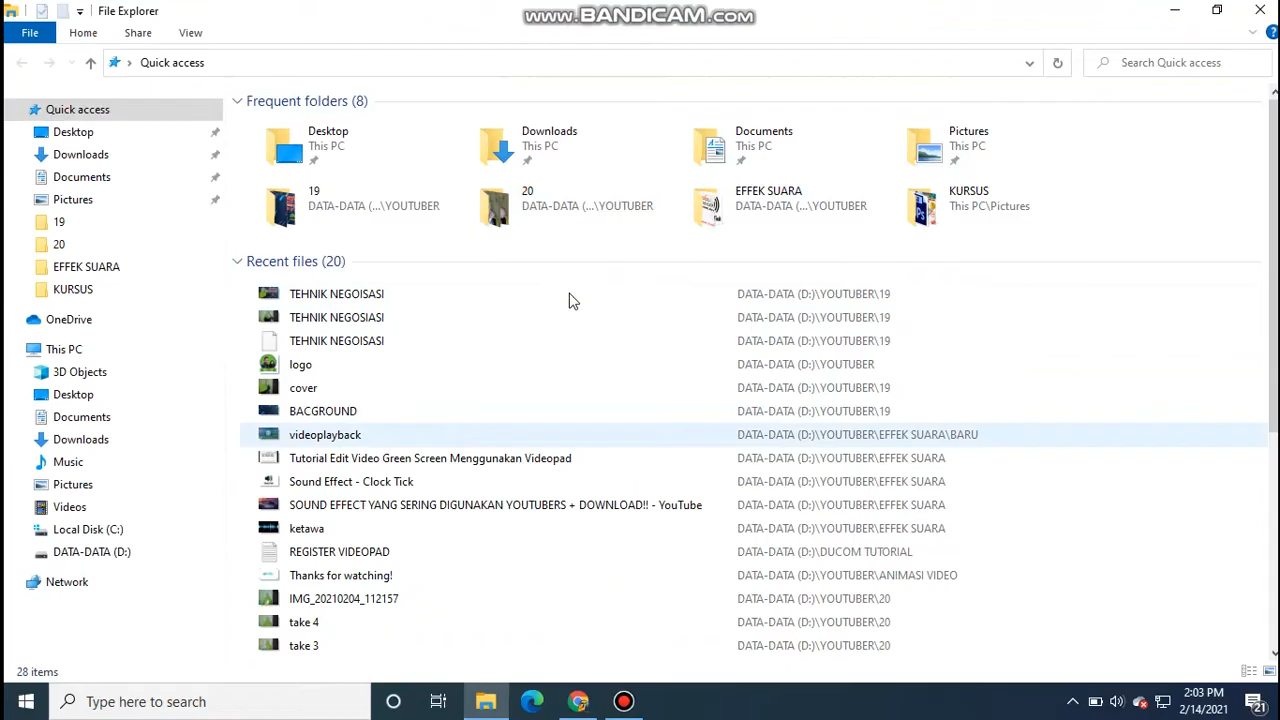 File Explorer
www.BANDICAM.com
File Home Share View
Quick access
Search Quick access
Quick access
Desktop
Downloads
Documents
Pictures
19
20
EFFEK SUARA
KURSUS
OneDrive
This PC
3D Objects
Desktop
Documents
Downloads
Music
Pictures
Videos
Local Disk (C:)
DATA-DATA (D:)
Network
Frequent folders (8)
Desktop
This PC
Downloads
This PC
Documents
This PC
Pictures
This PC
19
DATA-DATA (...\YOUTUBER
20
DATA-DATA (...\YOUTUBER
EFFEK SUARA
DATA-DATA (...\YOUTUBER
KURSUS
This PC\Pictures
Recent files (20)
TEHNIK NEGOISASI DATA-DATA (D:)\YOUTUBER\19
TEHNIK NEGOSIASI DATA-DATA (D:)\YOUTUBER\19
TEHNIK NEGOISASI DATA-DATA (D:)\YOUTUBER\19
logo DATA-DATA (D:)\YOUTUBER
cover DATA-DATA (D:)\YOUTUBER\19
BACGROUND DATA-DATA (D:)\YOUTUBER\19
videoplayback DATA-DATA (D:)\YOUTUBER\EFFEK SUARA\BARU
Tutorial Edit Video Green Screen Menggunakan Videopad DATA-DATA (D:)\YOUTUBER\EFFEK SUARA
Sound Effect - Clock Tick DATA-DATA (D:)\YOUTUBER\EFFEK SUARA
SOUND EFFECT YANG SERING DIGUNAKAN YOUTUBERS + DOWNLOAD!! - YouTube DATA-DATA (D:)\YOUTUBER\EFFEK SUARA
ketawa DATA-DATA (D:)\YOUTUBER\EFFEK SUARA
REGISTER VIDEOPAD DATA-DATA (D:)\DUCOM TUTORIAL
Thanks for watching! DATA-DATA (D:)\YOUTUBER\ANIMASI VIDEO
IMG_20210204_112157 DATA-DATA (D:)\YOUTUBER\20
take 4 DATA-DATA (D:)\YOUTUBER\20
take 3 DATA-DATA (D:)\YOUTUBER\20
28 items
Type here to search
2:03 PM
2/14/2021
21